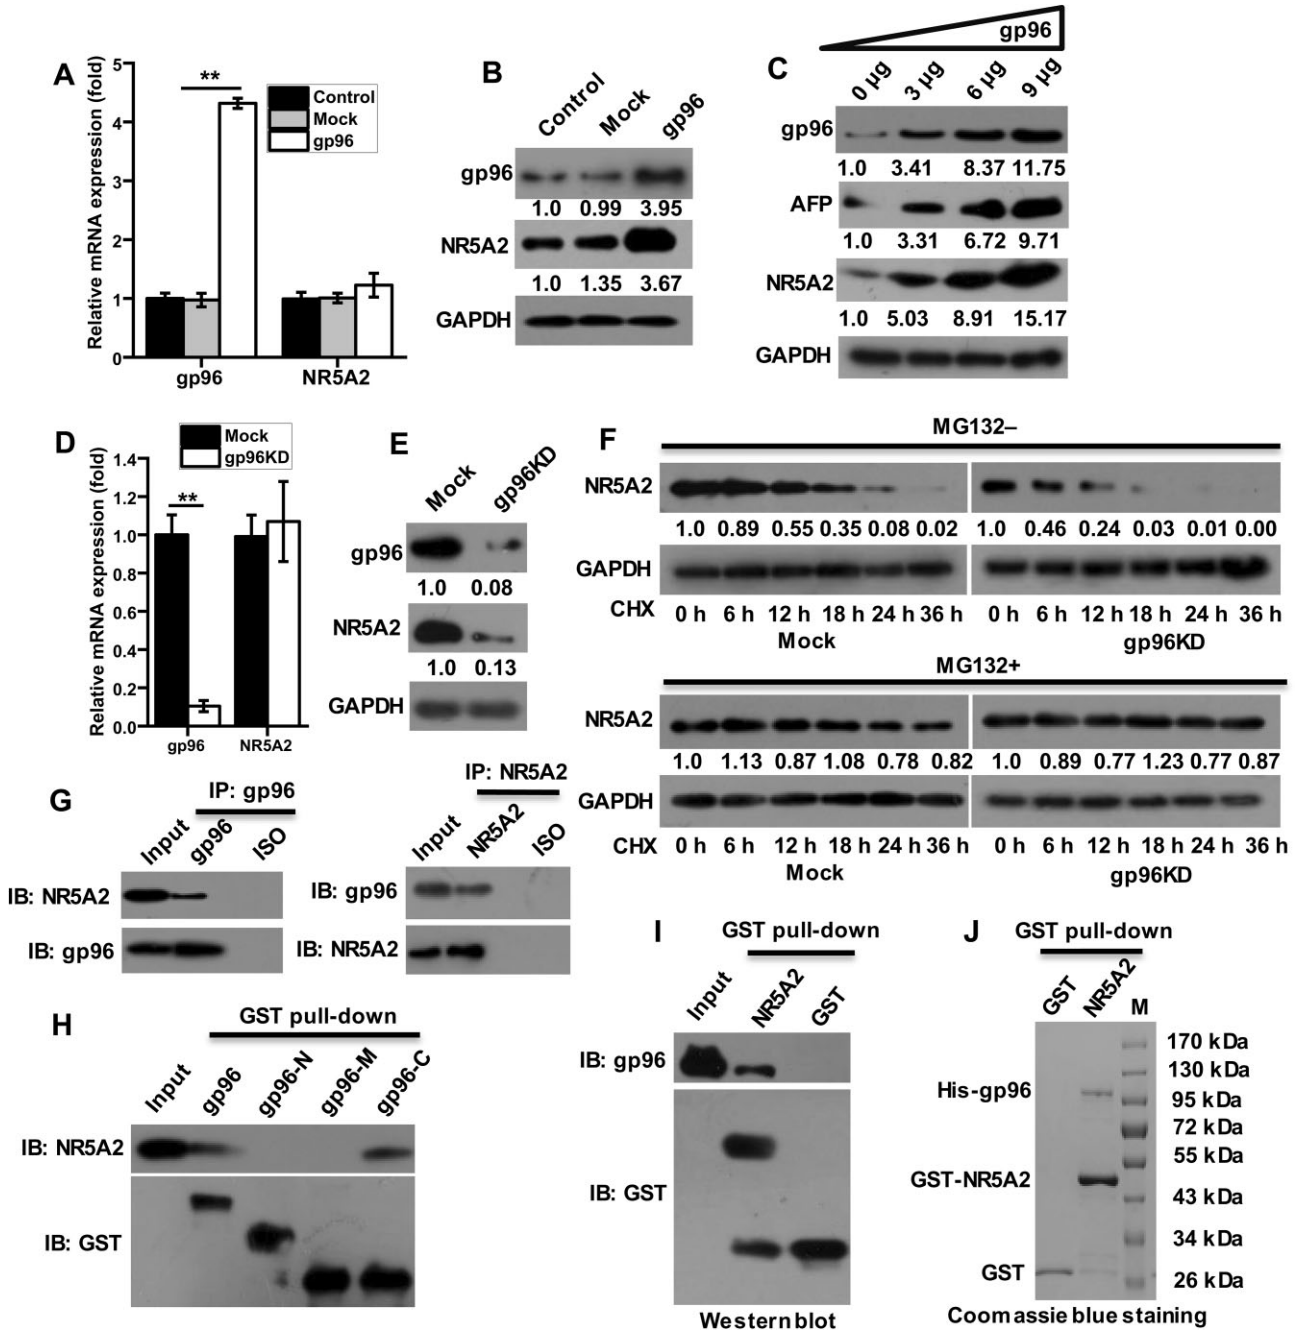 A
Relative mRNA expression (fold)
5
4
3
2
1
0
**
Control
Mock
gp96
gp96
NR5A2
B
Control
Mock
gp96
gp96
1.0 0.99 3.95
NR5A2
1.0 1.35 3.67
GAPDH
C
gp96
0 µg 3 µg 6 µg 9 µg
gp96
1.0 3.41 8.37 11.75
AFP
1.0 3.31 6.72 9.71
NR5A2
1.0 5.03 8.91 15.17
GAPDH
D
Mock
gp96KD
Relative mRNA expression (fold)
1.4
1.2
1.0
0.8
0.6
0.4
0.2
0.0
**
gp96
NR5A2
E
Mock
gp96KD
gp96
1.0 0.08
NR5A2
1.0 0.13
GAPDH
F
MG132–
NR5A2
1.0 0.89 0.55 0.35 0.08 0.02 1.0 0.46 0.24 0.03 0.01 0.00
GAPDH
CHX 0 h 6 h 12 h 18 h 24 h 36 h 0 h 6 h 12 h 18 h 24 h 36 h
Mock
gp96KD
MG132+
NR5A2
1.0 1.13 0.87 1.08 0.78 0.82 1.0 0.89 0.77 1.23 0.77 0.87
GAPDH
CHX 0 h 6 h 12 h 18 h 24 h 36 h 0 h 6 h 12 h 18 h 24 h 36 h
Mock
gp96KD
G
IP: gp96
Input
gp96
ISO
IB: NR5A2
IB: gp96
IP: NR5A2
Input
NR5A2
ISO
IB: gp96
IB: NR5A2
H
GST pull-down
Input
gp96
gp96-N
gp96-M
gp96-C
IB: NR5A2
IB: GST
I
GST pull-down
Input
NR5A2
GST
IB: gp96
IB: GST
Western blot
J
GST pull-down
GST
NR5A2
M
170 kDa
130 kDa
His-gp96
95 kDa
72 kDa
55 kDa
GST-NR5A2
43 kDa
34 kDa
GST
26 kDa
Coomassie blue staining